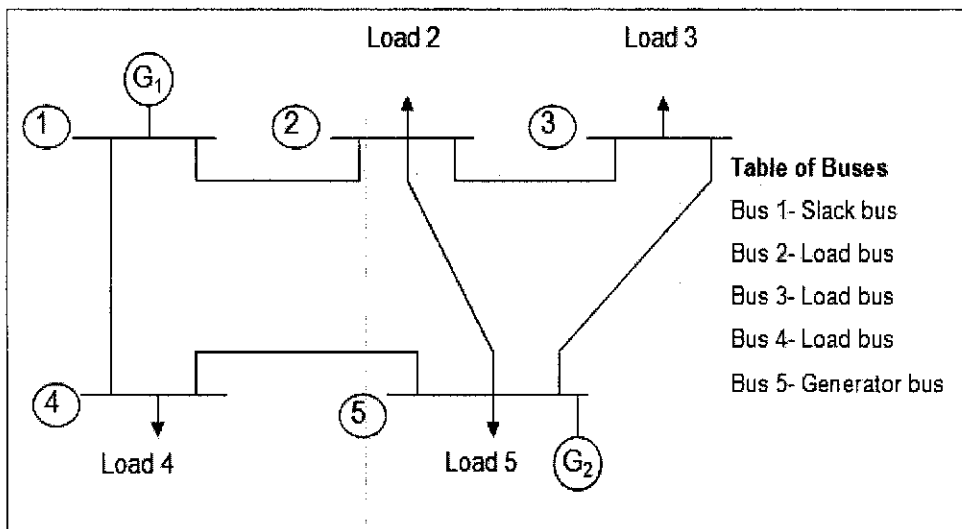 Load 2
Load 3
G₁
1
2
3
Table of Buses
Bus 1- Slack bus
Bus 2- Load bus
Bus 3- Load bus
Bus 4- Load bus
Bus 5- Generator bus
4
5
Load 4
Load 5
G₂